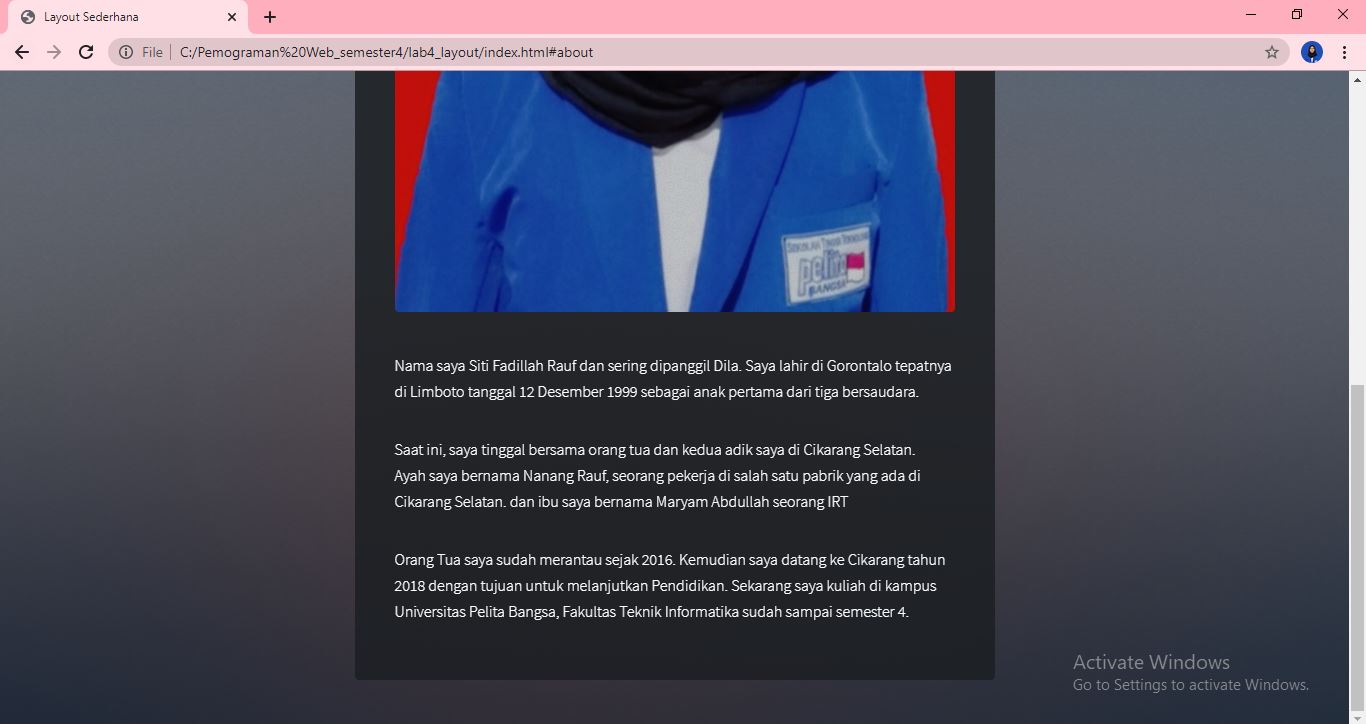 Layout Sederhana
File
C:/Pemograman%20Web_semester4/lab4_layout/index.html#about
SEKOLAH TINGGI TEKNOLOGI
pelita
BANGSA
Nama saya Siti Fadillah Rauf dan sering dipanggil Dila. Saya lahir di Gorontalo tepatnya
di Limboto tanggal 12 Desember 1999 sebagai anak pertama dari tiga bersaudara.
Saat ini, saya tinggal bersama orang tua dan kedua adik saya di Cikarang Selatan.
Ayah saya bernama Nanang Rauf, seorang pekerja di salah satu pabrik yang ada di
Cikarang Selatan. dan ibu saya bernama Maryam Abdullah seorang IRT
Orang Tua saya sudah merantau sejak 2016. Kemudian saya datang ke Cikarang tahun
2018 dengan tujuan untuk melanjutkan Pendidikan. Sekarang saya kuliah di kampus
Universitas Pelita Bangsa, Fakultas Teknik Informatika sudah sampai semester 4.
Activate Windows
Go to Settings to activate Windows.